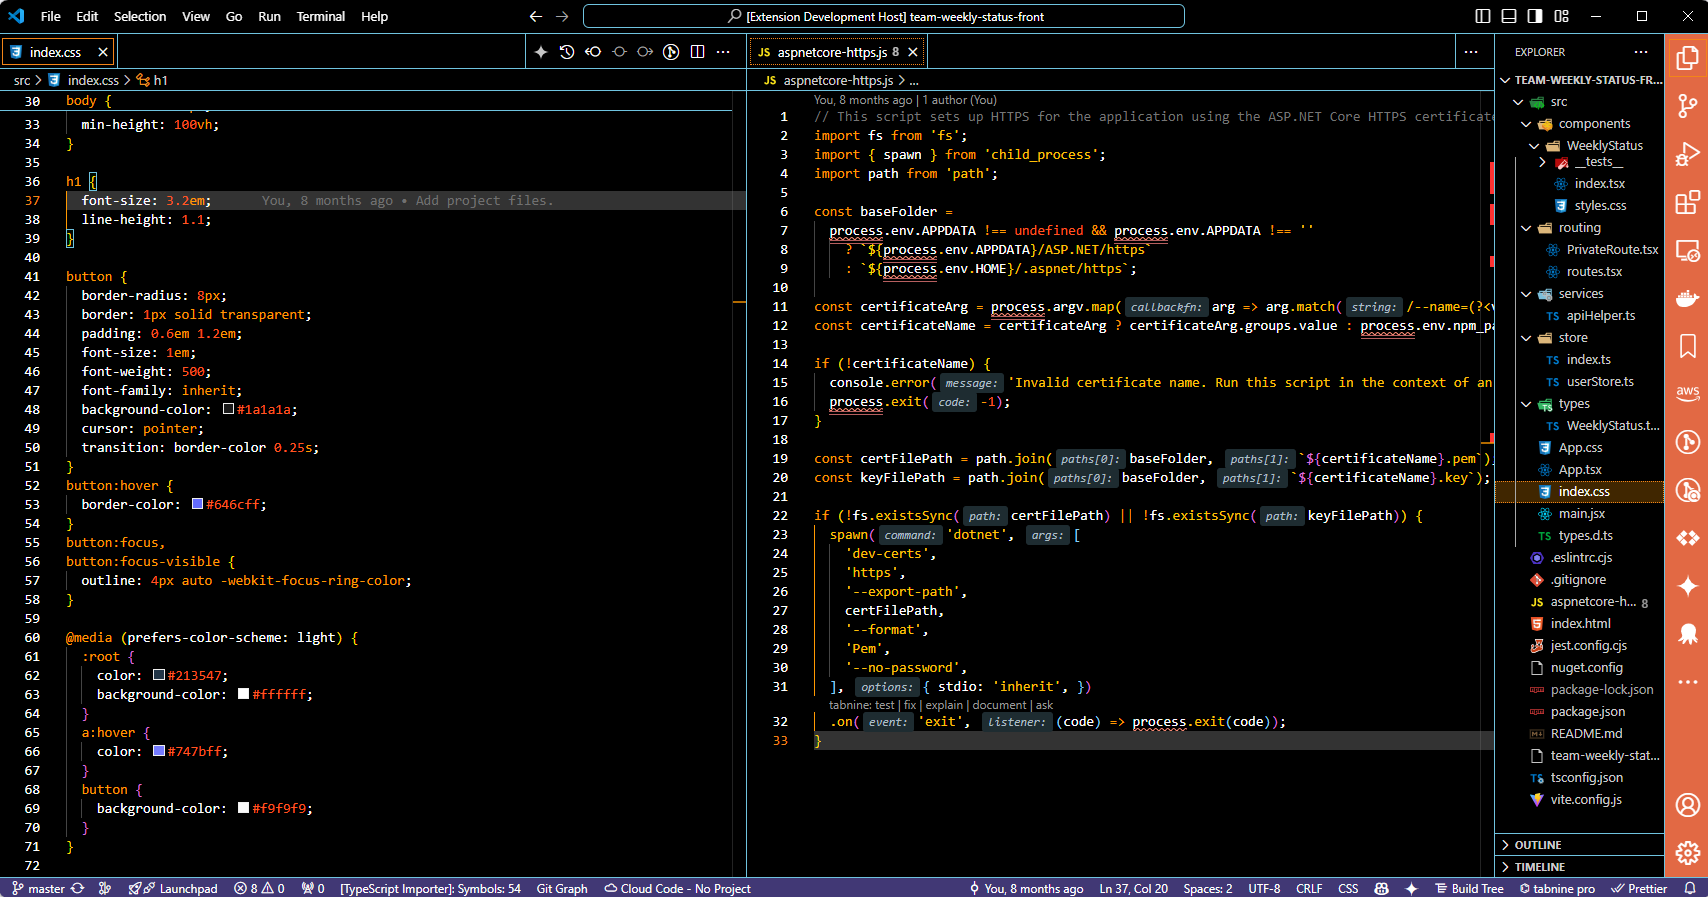 File Edit Selection View Go Run Terminal Help
[Extension Development Host] team-weekly-status-front
index.css
src > index.css > h1
30 body {
33 min-height: 100vh;
34 }
35
36 h1 {
37 font-size: 3.2em; You, 8 months ago • Add project files.
38 line-height: 1.1;
39 }
40
41 button {
42 border-radius: 8px;
43 border: 1px solid transparent;
44 padding: 0.6em 1.2em;
45 font-size: 1em;
46 font-weight: 500;
47 font-family: inherit;
48 background-color: #1a1a1a;
49 cursor: pointer;
50 transition: border-color 0.25s;
51 }
52 button:hover {
53 border-color: #646cff;
54 }
55 button:focus,
56 button:focus-visible {
57 outline: 4px auto -webkit-focus-ring-color;
58 }
59
60 @media (prefers-color-scheme: light) {
61 :root {
62 color: #213547;
63 background-color: #ffffff;
64 }
65 a:hover {
66 color: #747bff;
67 }
68 button {
69 background-color: #f9f9f9;
70 }
71 }
72
JS aspnetcore-https.js 8
JS aspnetcore-https.js > ...
You, 8 months ago | 1 author (You)
1 // This script sets up HTTPS for the application using the ASP.NET Core HTTPS certificate
2 import fs from 'fs';
3 import { spawn } from 'child_process';
4 import path from 'path';
5
6 const baseFolder =
7 process.env.APPDATA !== undefined && process.env.APPDATA !== ''
8 ? `${process.env.APPDATA}/ASP.NET/https`
9 : `${process.env.HOME}/.aspnet/https`;
10
11 const certificateArg = process.argv.map( callbackfn: arg => arg.match( string: /--name=(?<v
12 const certificateName = certificateArg ? certificateArg.groups.value : process.env.npm_pa
13
14 if (!certificateName) {
15 console.error( message: 'Invalid certificate name. Run this script in the context of an
16 process.exit( code: -1);
17 }
18
19 const certFilePath = path.join( paths[0]: baseFolder, paths[1]: `${certificateName}.pem`)
20 const keyFilePath = path.join( paths[0]: baseFolder, paths[1]: `${certificateName}.key`);
21
22 if (!fs.existsSync( path: certFilePath) || !fs.existsSync( path: keyFilePath)) {
23 spawn( command: 'dotnet', args: [
24 'dev-certs',
25 'https',
26 '--export-path',
27 certFilePath,
28 '--format',
29 'Pem',
30 '--no-password',
31 ], options: { stdio: 'inherit', })
tabnine: test | fix | explain | document | ask
32 .on( event: 'exit', listener: (code) => process.exit(code));
33 }
EXPLORER
TEAM-WEEKLY-STATUS-FR...
src
components
WeeklyStatus
__tests__
index.tsx
styles.css
routing
PrivateRoute.tsx
routes.tsx
services
TS apiHelper.ts
store
TS index.ts
TS userStore.ts
types
TS WeeklyStatus.t...
App.css
App.tsx
index.css
main.jsx
TS types.d.ts
.eslintrc.cjs
.gitignore
JS aspnetcore-h... 8
index.html
jest.config.cjs
nuget.config
package-lock.json
package.json
README.md
team-weekly-stat...
tsconfig.json
vite.config.js
OUTLINE
TIMELINE
aws
master Launchpad 8 0 0 [TypeScript Importer]: Symbols: 54 Git Graph Cloud Code - No Project You, 8 months ago Ln 37, Col 20 Spaces: 2 UTF-8 CRLF CSS Build Tree tabnine pro Prettier